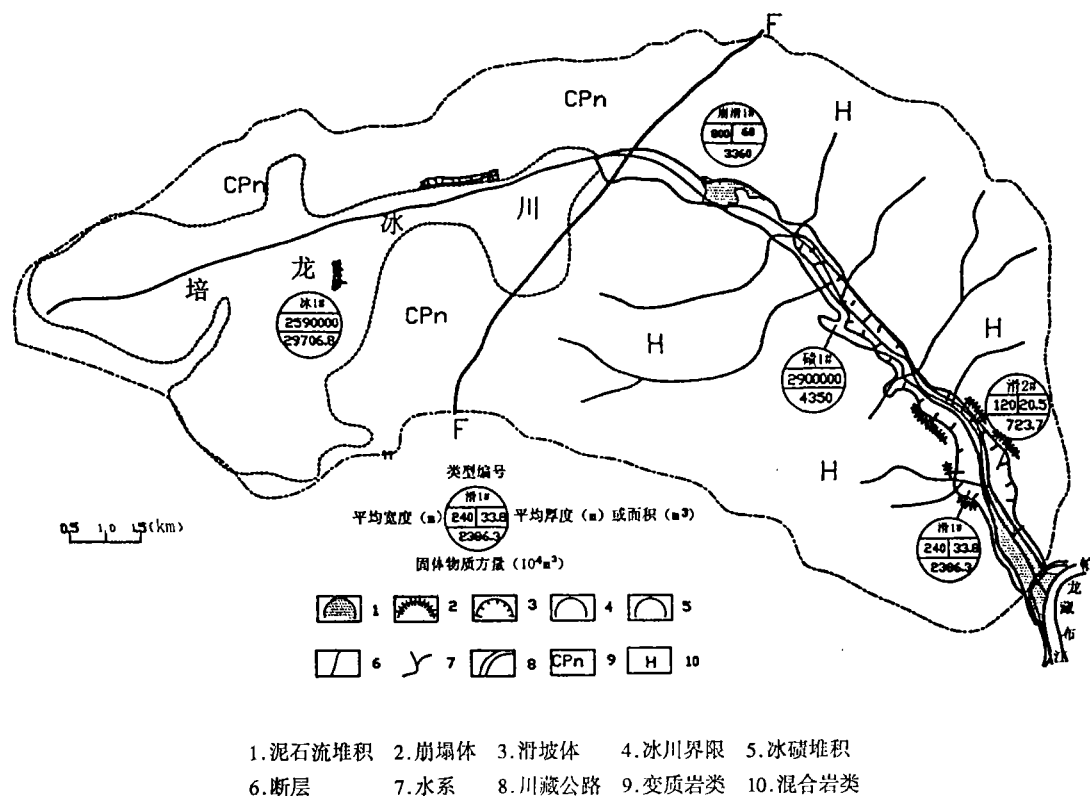 F
CPn
H
崩滑1#
800 60
3360
CPn
冰
川
龙
培
冰1#
2590000
29706.8
CPn
H
H
碛1#
2900000
4350
滑2#
120 20.5
723.7
A
F
H
类型编号
滑1#
平均宽度（m） 240 33.8 平均厚度（m）或面积（m³）
2386.3
固体物质方量（10⁴m³）
0.5 1.0 1.5(km)
滑1#
240 33.8
2386.3
帕
龙
藏
布
江
1 2 3 4 5
6 7 8 CPn 9 H 10
1.泥石流堆积 2.崩塌体 3.滑坡体 4.冰川界限 5.冰碛堆积
6.断层 7.水系 8.川藏公路 9.变质岩类 10.混合岩类